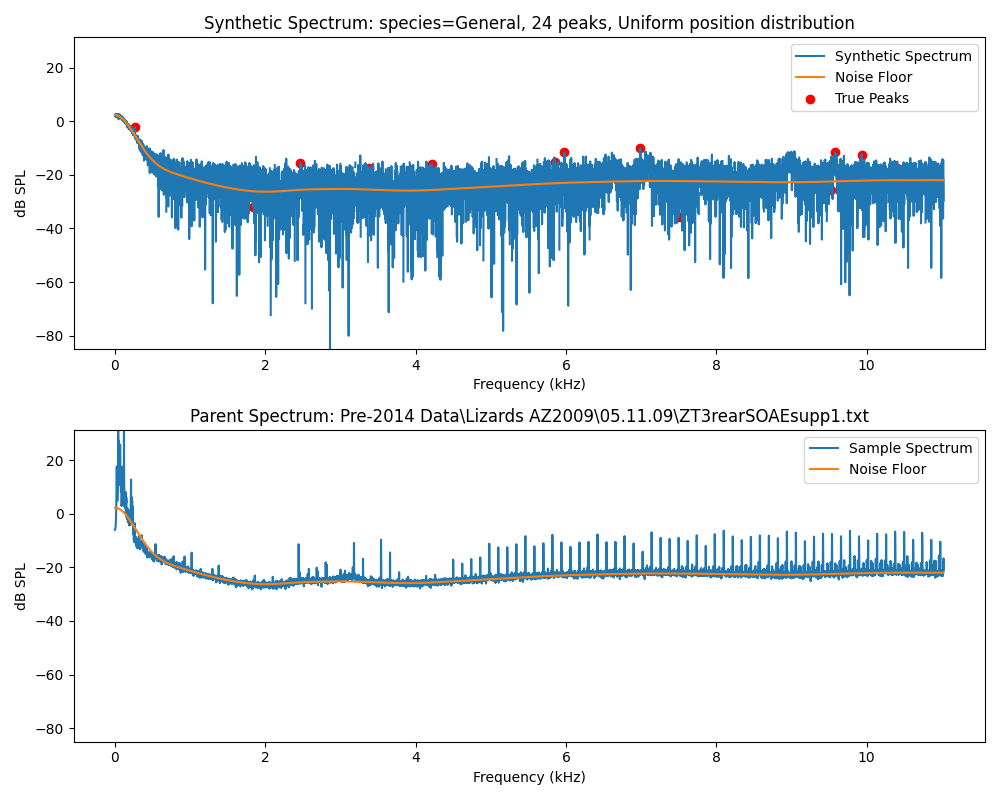 Synthetic Spectrum: species=General, 24 peaks, Uniform position distribution
20
0
−20
−40
−60
−80
dB SPL
Synthetic Spectrum
Noise Floor
True Peaks
0 2 4 6 8 10
Frequency (kHz)
Parent Spectrum: Pre-2014 Data\Lizards AZ2009\05.11.09\ZT3rearSOAEsupp1.txt
20
0
−20
−40
−60
−80
dB SPL
Sample Spectrum
Noise Floor
0 2 4 6 8 10
Frequency (kHz)